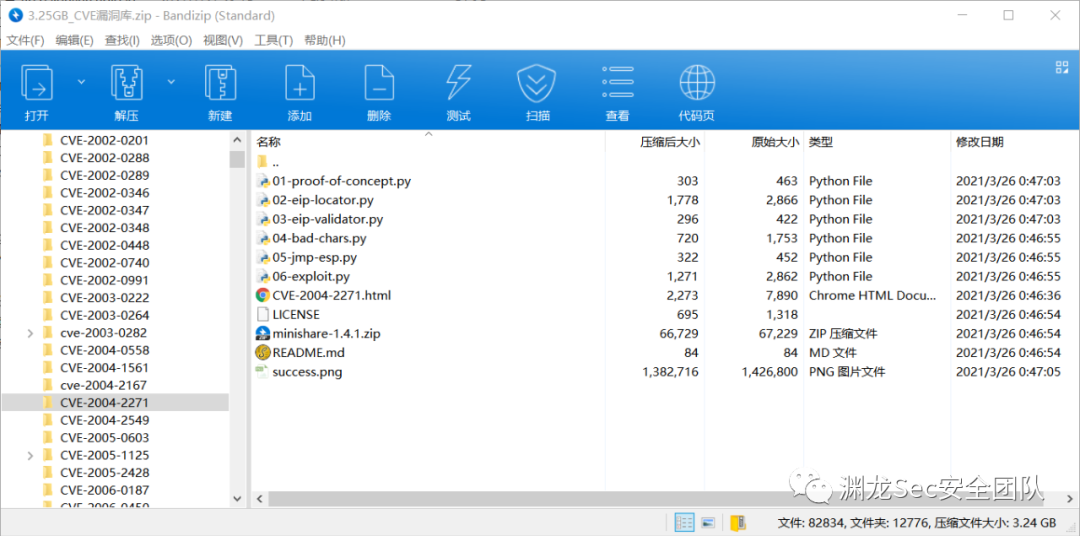 3.25GB_CVE漏洞库.zip - Bandizip (Standard)
文件(F) 编辑(E) 查找(I) 选项(O) 视图(V) 工具(T) 帮助(H)
打开 解压 新建 添加 删除 测试 扫描 查看 代码页
CVE-2002-0201
CVE-2002-0288
CVE-2002-0289
CVE-2002-0346
CVE-2002-0347
CVE-2002-0348
CVE-2002-0448
CVE-2002-0740
CVE-2002-0991
CVE-2003-0222
CVE-2003-0264
cve-2003-0282
CVE-2004-0558
CVE-2004-1561
cve-2004-2167
CVE-2004-2271
CVE-2004-2549
CVE-2005-0603
CVE-2005-1125
CVE-2005-2428
CVE-2006-0187
名称 压缩后大小 原始大小 类型 修改日期
..
01-proof-of-concept.py 303 463 Python File 2021/3/26 0:47:03
02-eip-locator.py 1,778 2,866 Python File 2021/3/26 0:47:03
03-eip-validator.py 296 422 Python File 2021/3/26 0:47:03
04-bad-chars.py 720 1,753 Python File 2021/3/26 0:46:55
05-jmp-esp.py 322 452 Python File 2021/3/26 0:46:55
06-exploit.py 1,271 2,862 Python File 2021/3/26 0:46:55
CVE-2004-2271.html 2,273 7,890 Chrome HTML Docu... 2021/3/26 0:46:36
LICENSE 695 1,318 2021/3/26 0:46:54
minishare-1.4.1.zip 66,729 67,229 ZIP 压缩文件 2021/3/26 0:46:54
README.md 84 84 MD 文件 2021/3/26 0:46:54
success.png 1,382,716 1,426,800 PNG 图片文件 2021/3/26 0:47:05
渊龙Sec安全团队
文件: 82834, 文件夹: 12776, 压缩文件大小: 3.24 GB